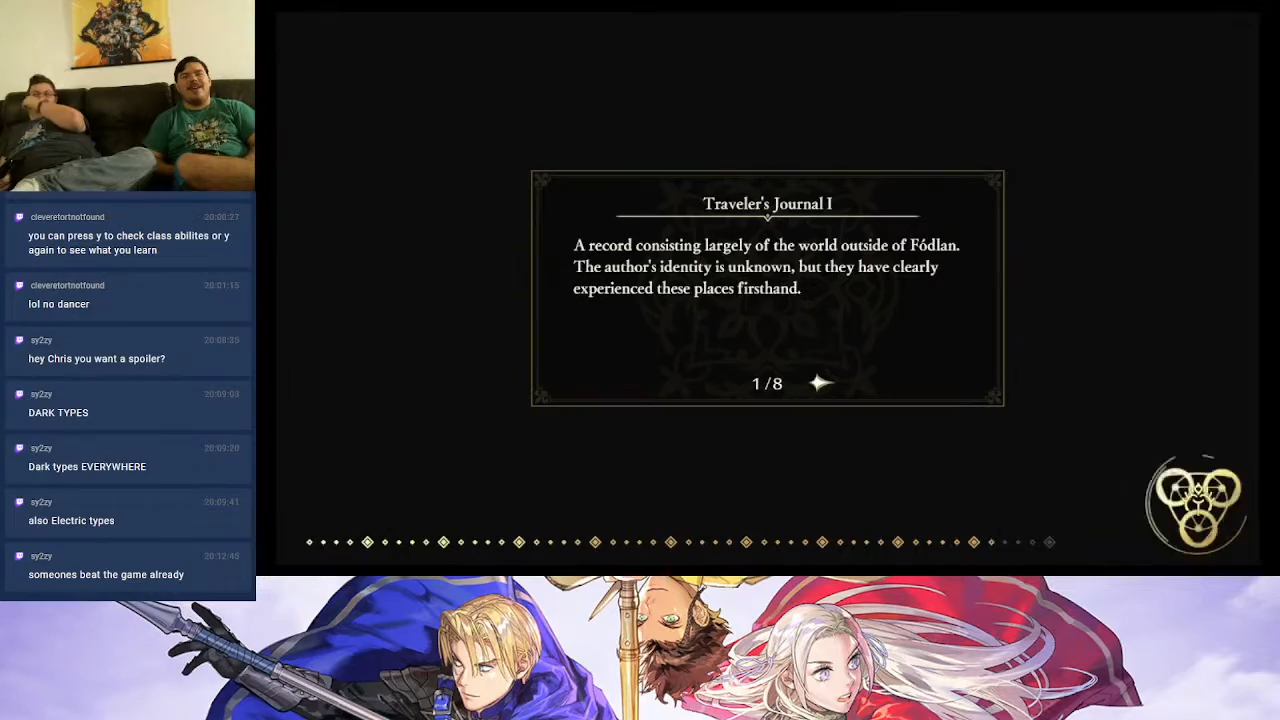 cleveretortnotfound 20:00:27
you can press y to check class abilites or y
again to see what you learn
cleveretortnotfound 20:01:15
lol no dancer
sy2zy 20:08:35
hey Chris you want a spoiler?
sy2zy 20:09:03
DARK TYPES
sy2zy 20:09:20
Dark types EVERYWHERE
sy2zy 20:09:41
also Electric types
sy2zy 20:12:45
someones beat the game already
Traveler's Journal I
A record consisting largely of the world outside of Fódlan.
The author's identity is unknown, but they have clearly
experienced these places firsthand.
1/8